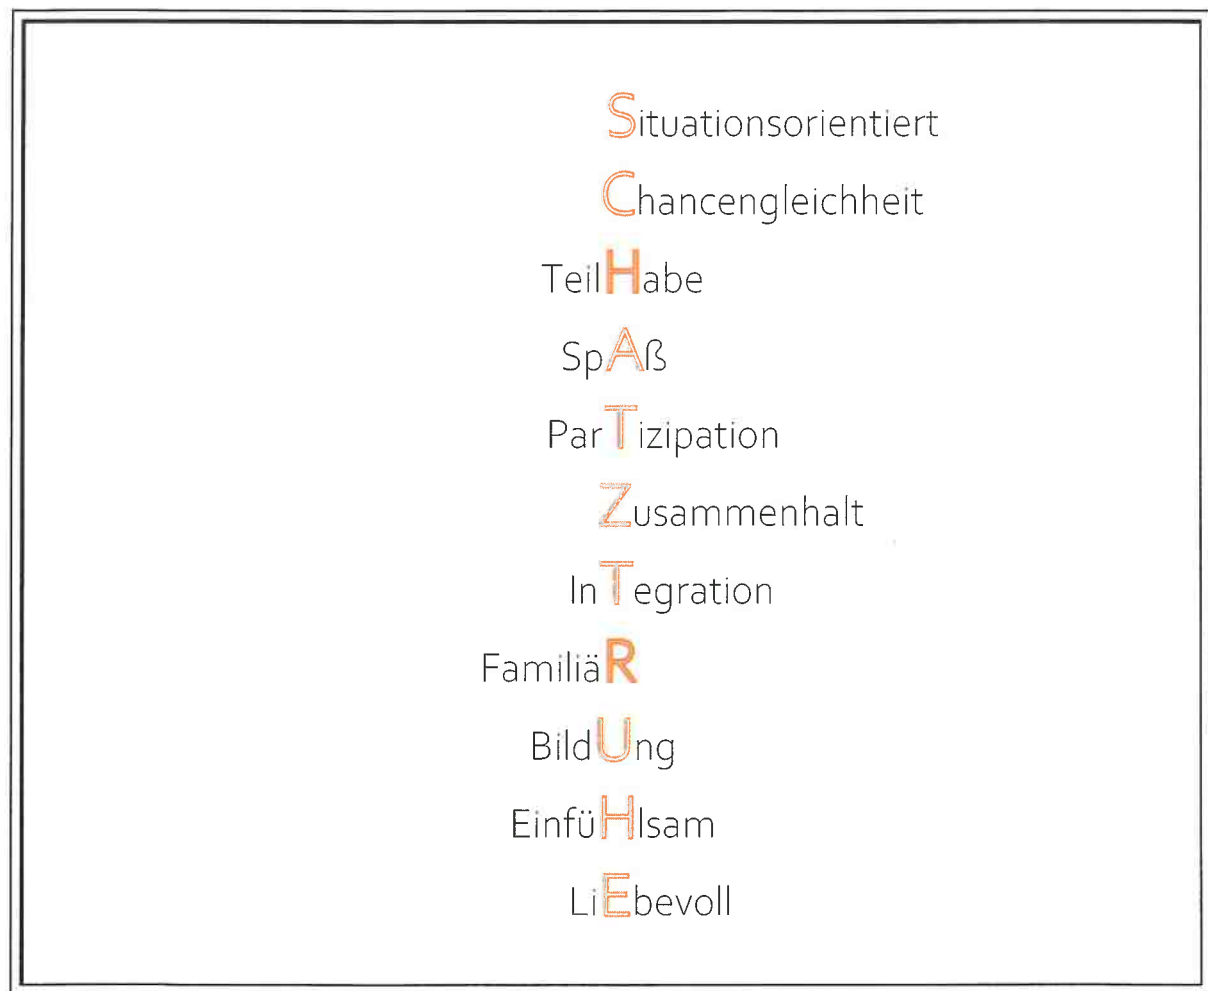 Situationsorientiert
Chancengleichheit
TeilHabe
SpAß
ParTizipation
Zusammenhalt
InTegration
FamiliäR
BildUng
EinfüHlsam
LiEbevoll